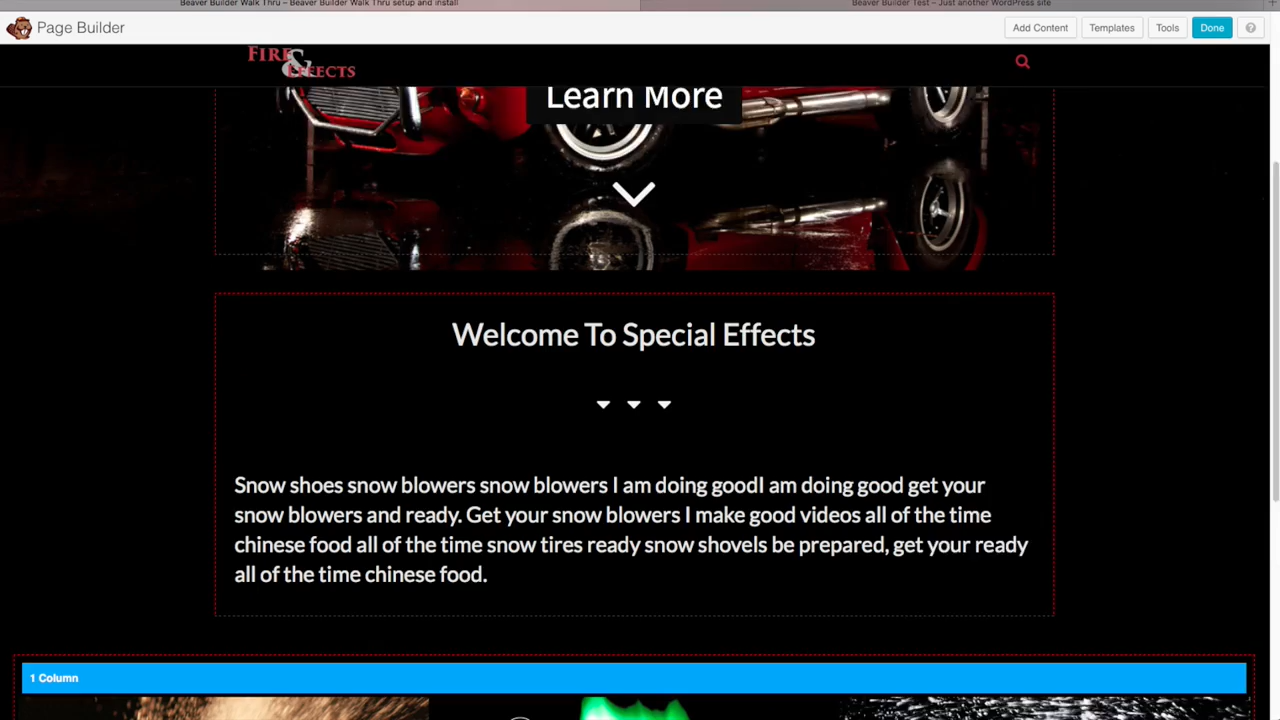 Beaver Builder Walk Thru – Beaver Builder Walk Thru setup and install
Beaver Builder Test – Just another WordPress site
Page Builder
Add Content
Templates
Tools
Done
?
FIRE
&
EFFECTS
Learn More
Welcome To Special Effects
Snow shoes snow blowers snow blowers I am doing goodI am doing good get your
snow blowers and ready. Get your snow blowers I make good videos all of the time
chinese food all of the time snow tires ready snow shovels be prepared, get your ready
all of the time chinese food.
1 Column